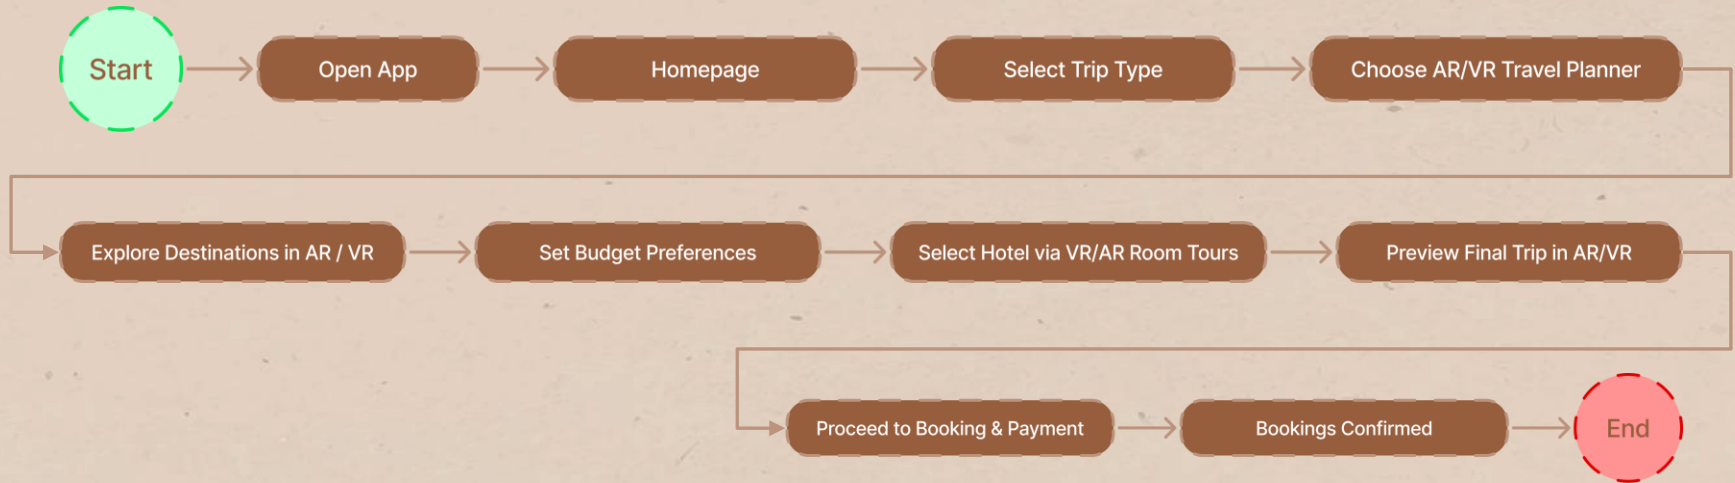 Start
Open App
Homepage
Select Trip Type
Choose AR/VR Travel Planner
Explore Destinations in AR / VR
Set Budget Preferences
Select Hotel via VR/AR Room Tours
Preview Final Trip in AR/VR
Proceed to Booking & Payment
Bookings Confirmed
End